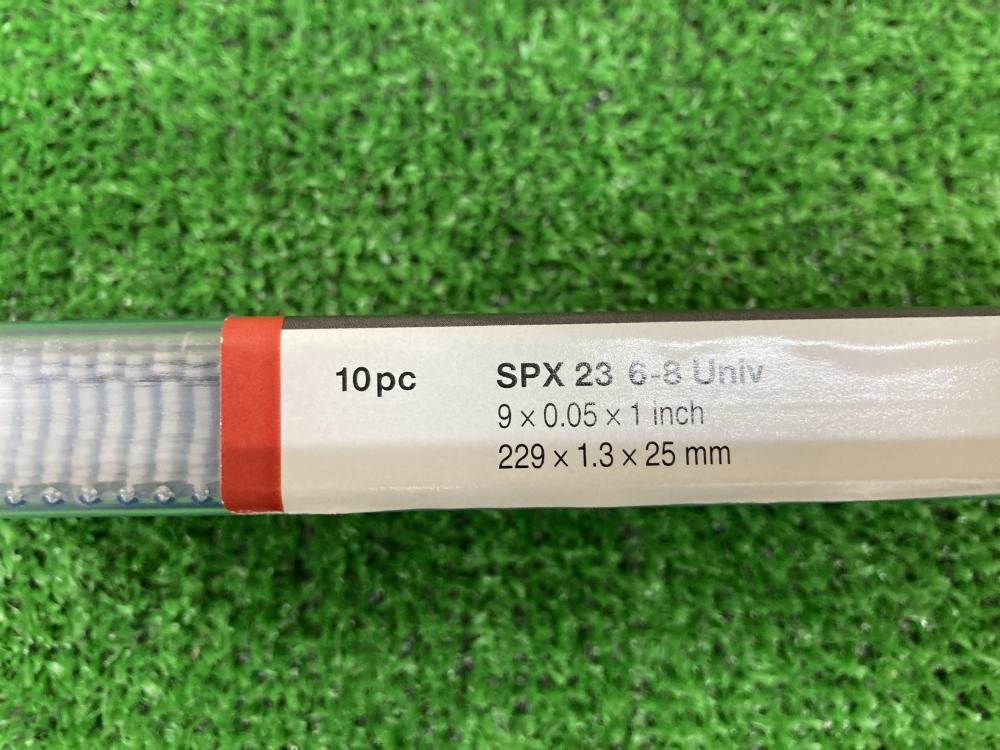 10pc SPX 23 6-8 Univ
9 x 0.05 x 1 inch
229 x 1.3 x 25 mm